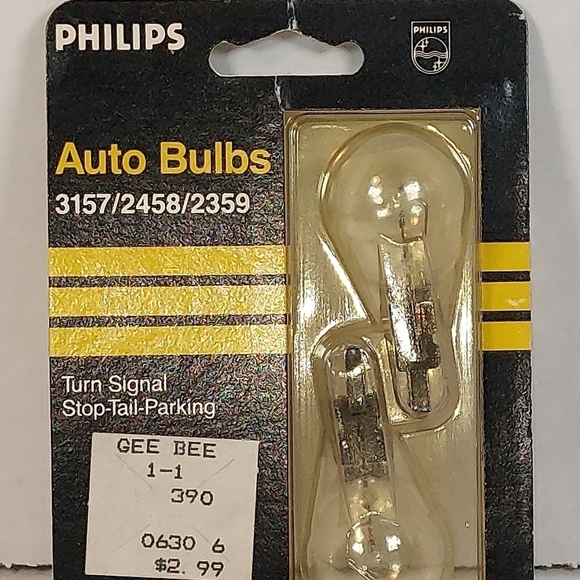 PHILIPS
PHILIPS
Auto Bulbs
3157/2458/2359
Turn Signal
Stop-Tail-Parking
GEE BEE
1-1
390
0630 6
$2.99